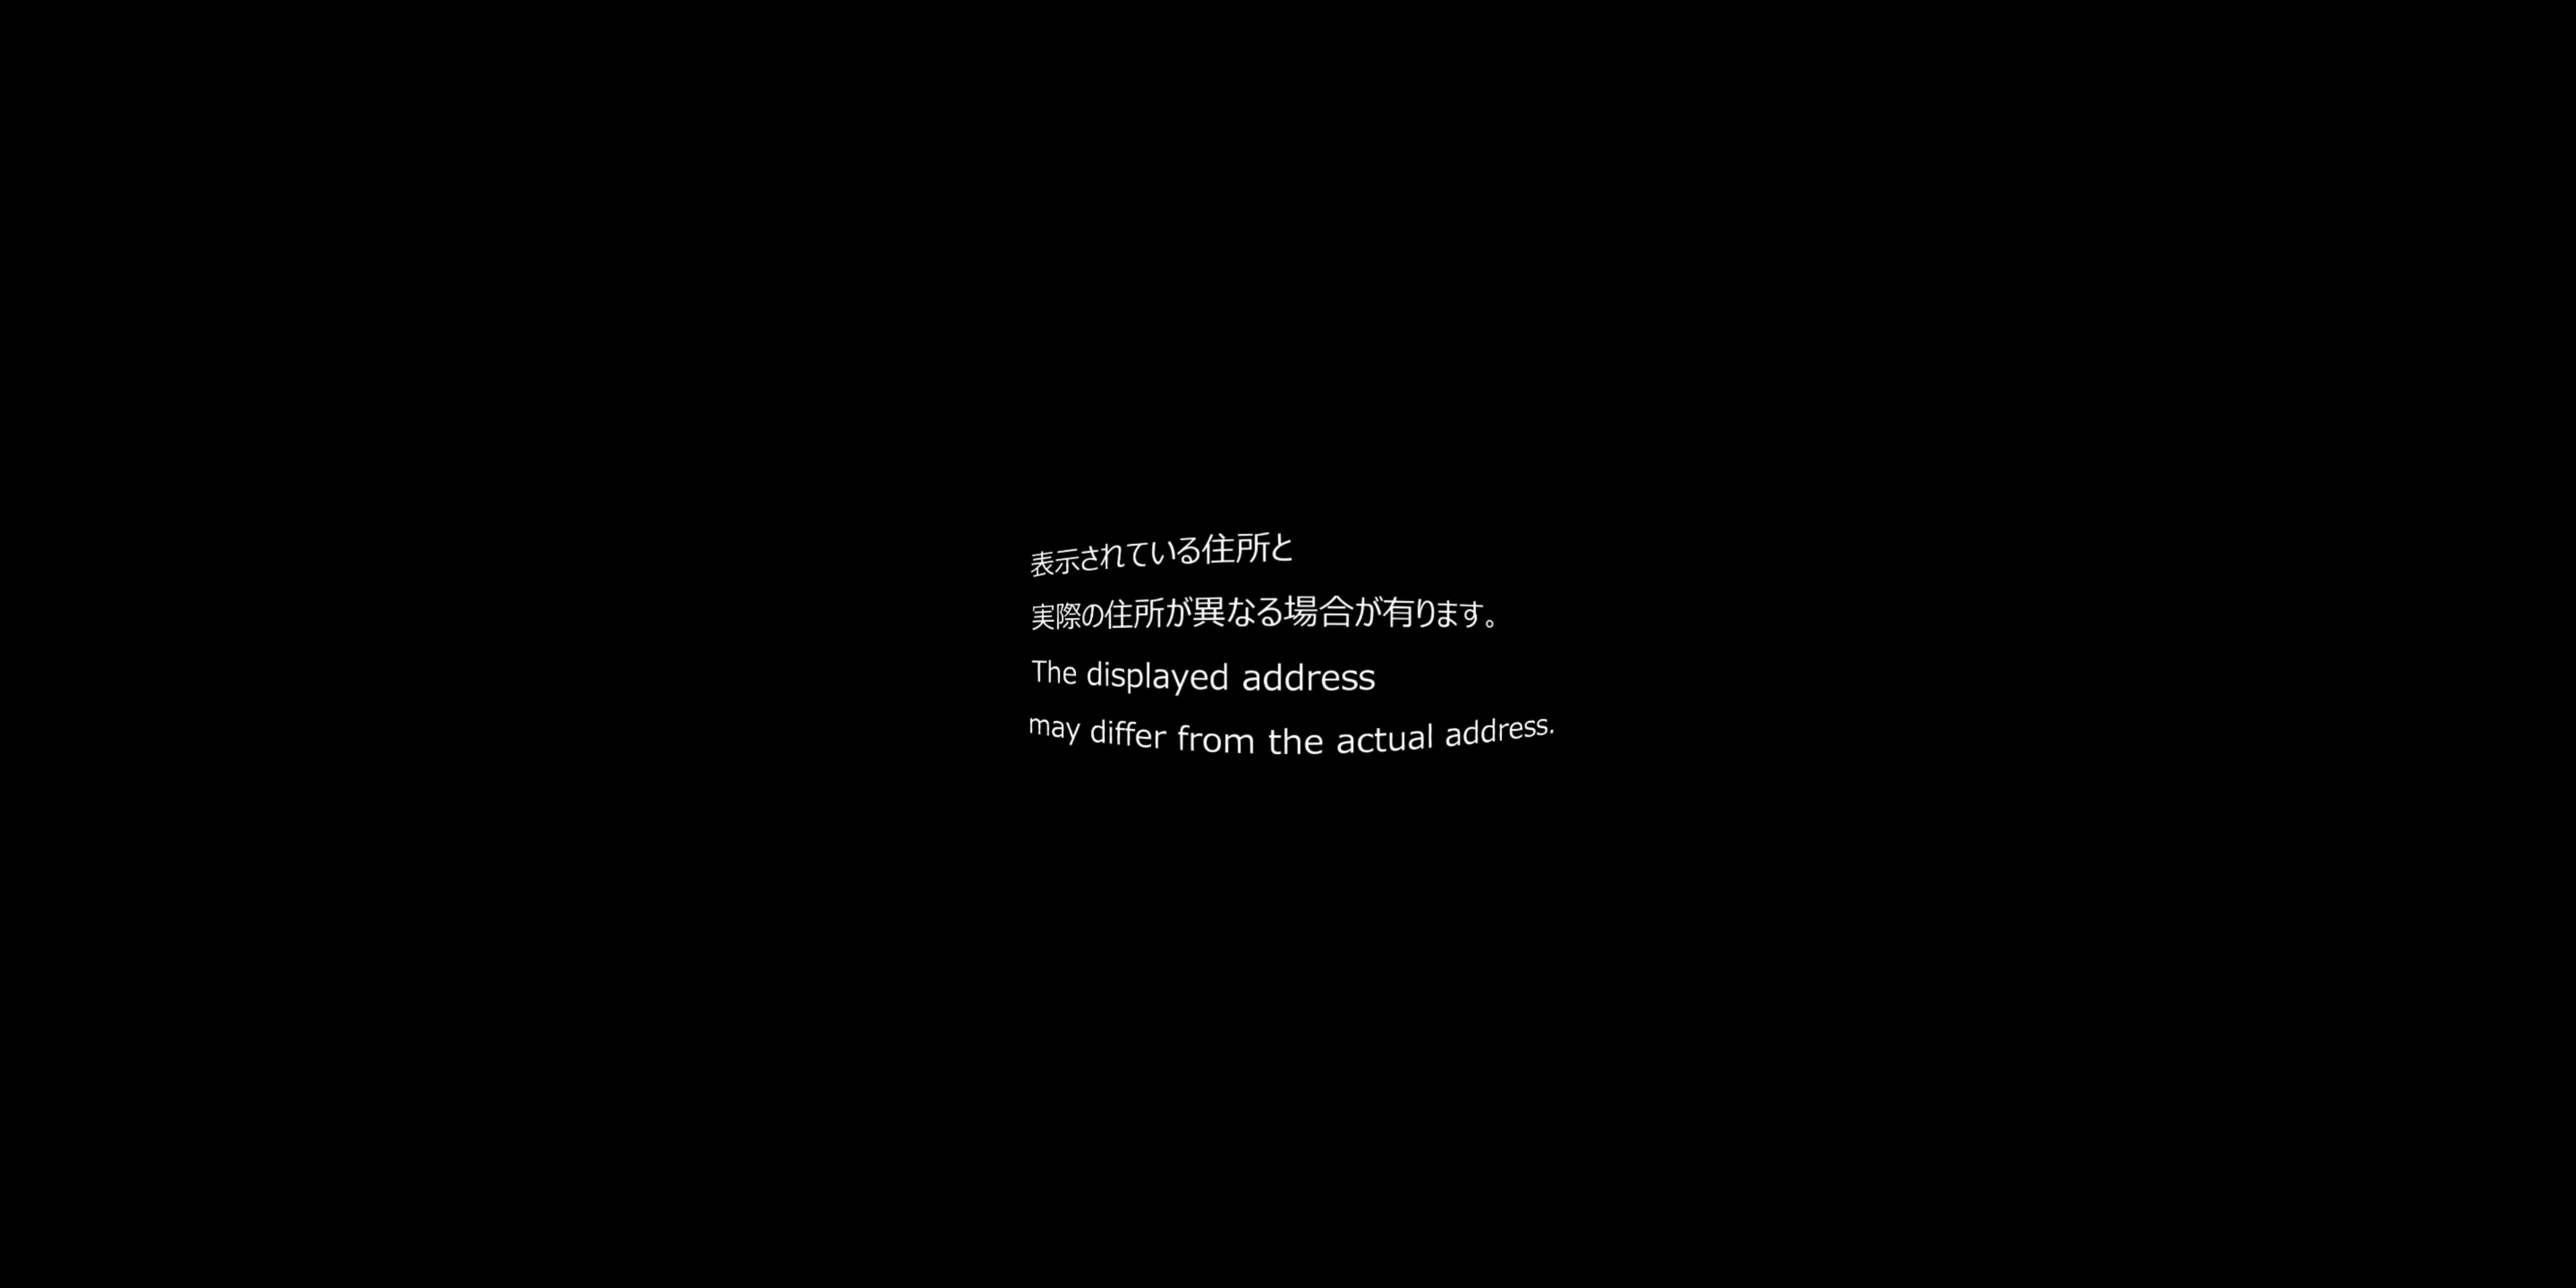 表示されている住所と
実際の住所が異なる場合が有ります。
The displayed address
may differ from the actual address.